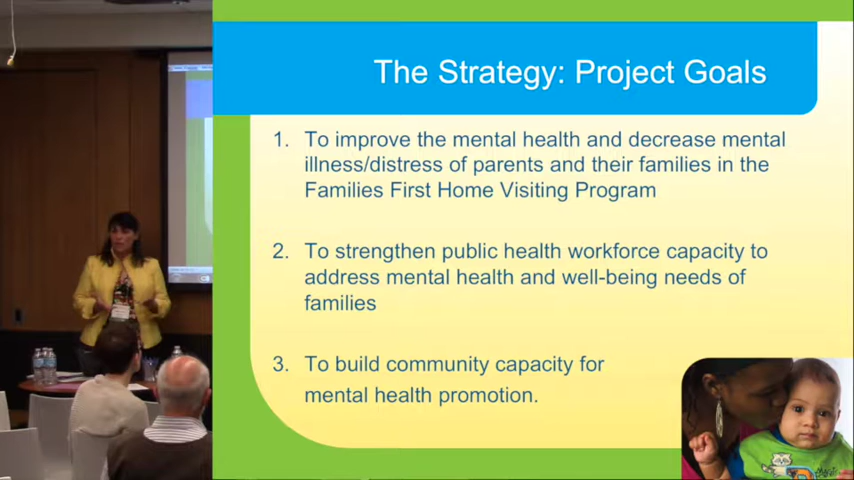 The Strategy: Project Goals
1. To improve the mental health and decrease mental
illness/distress of parents and their families in the
Families First Home Visiting Program
2. To strengthen public health workforce capacity to
address mental health and well-being needs of
families
3. To build community capacity for
mental health promotion.